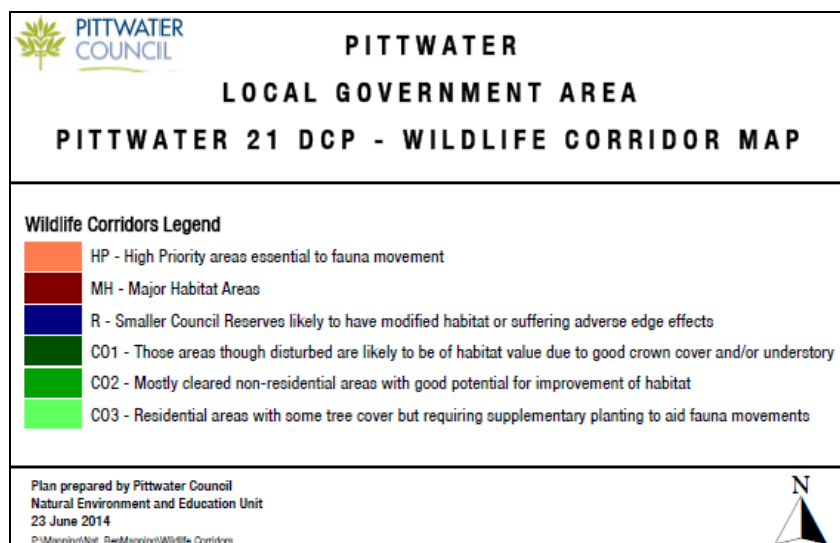 PITTWATER
COUNCIL
PITTWATER
LOCAL GOVERNMENT AREA
PITTWATER 21 DCP - WILDLIFE CORRIDOR MAP
Wildlife Corridors Legend
HP - High Priority areas essential to fauna movement
MH - Major Habitat Areas
R - Smaller Council Reserves likely to have modified habitat or suffering adverse edge effects
CO1 - Those areas though disturbed are likely to be of habitat value due to good crown cover and/or understory
CO2 - Mostly cleared non-residential areas with good potential for improvement of habitat
CO3 - Residential areas with some tree cover but requiring supplementary planting to aid fauna movements
Plan prepared by Pittwater Council
Natural Environment and Education Unit
23 June 2014
P:\Mapping\Nat_ResMapping\Wildlife Corridors
N